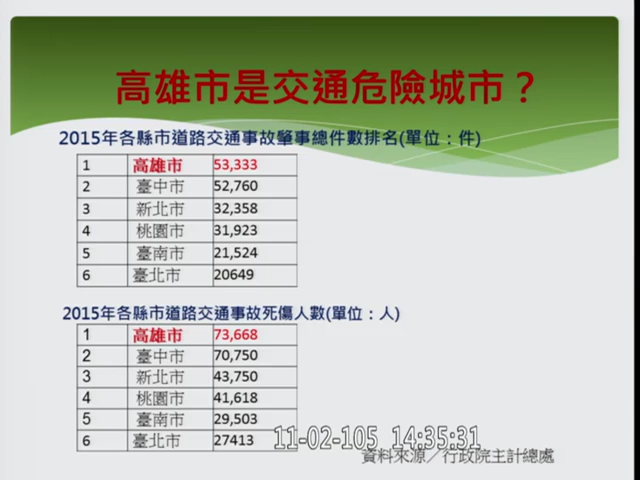 高雄市是交通危險城市？
2015年各縣市道路交通事故肇事總件數排名(單位：件)
1 高雄市 53,333
2 臺中市 52,760
3 新北市 32,358
4 桃園市 31,923
5 臺南市 21,524
6 臺北市 20649
2015年各縣市道路交通事故死傷人數(單位：人)
1 高雄市 73,668
2 臺中市 70,750
3 新北市 43,750
4 桃園市 41,618
5 臺南市 29,503
6 臺北市 27413
11-02-105 14:35:31
資料來源／行政院主計總處